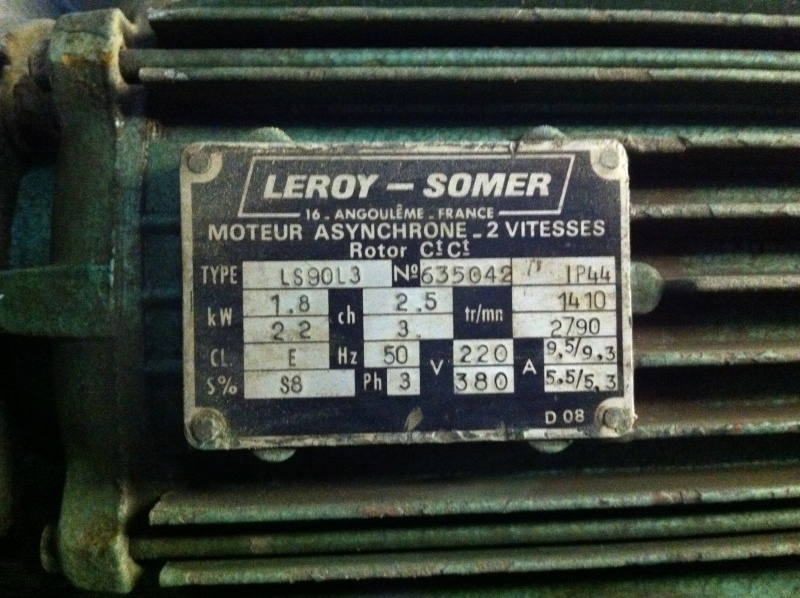 LEROY - SOMER
16 - ANGOULÊME - FRANCE
MOTEUR ASYNCHRONE - 2 VITESSES
Rotor Ct Ct
TYPE LS90L3 Nº 635042 IP44
kW 1.8 ch 2.5 tr/mn 1410
2.2 3 2790
CL. E Hz 50 V 220 A 9,5/9,3
S% S8 Ph 3 380 5,5/5,3
D 08